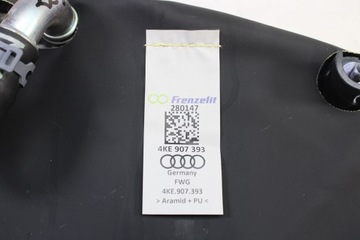 Frenzelit
280147
4KE 907 393
Germany
FWG
4KE.907.393
> Aramid + PU <